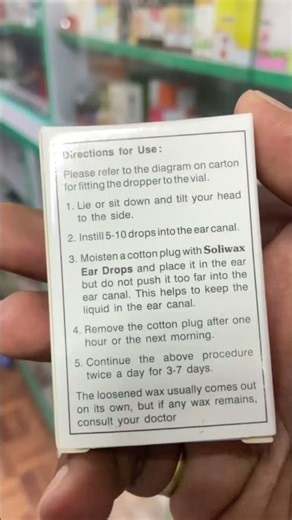 Directions for Use :
Please refer to the diagram on carton
for fitting the dropper to the vial.
1. Lie or sit down and tilt your head
to the side.
2. Instill 5-10 drops into the ear canal.
3. Moisten a cotton plug with Soliwax
Ear Drops and place it in the ear
but do not push it too far into the
ear canal. This helps to keep the
liquid in the ear canal.
4. Remove the cotton plug after one
hour or the next morning.
5. Continue the above procedure
twice a day for 3-7 days.
The loosened wax usually comes out
on its own, but if any wax remains,
consult your doctor